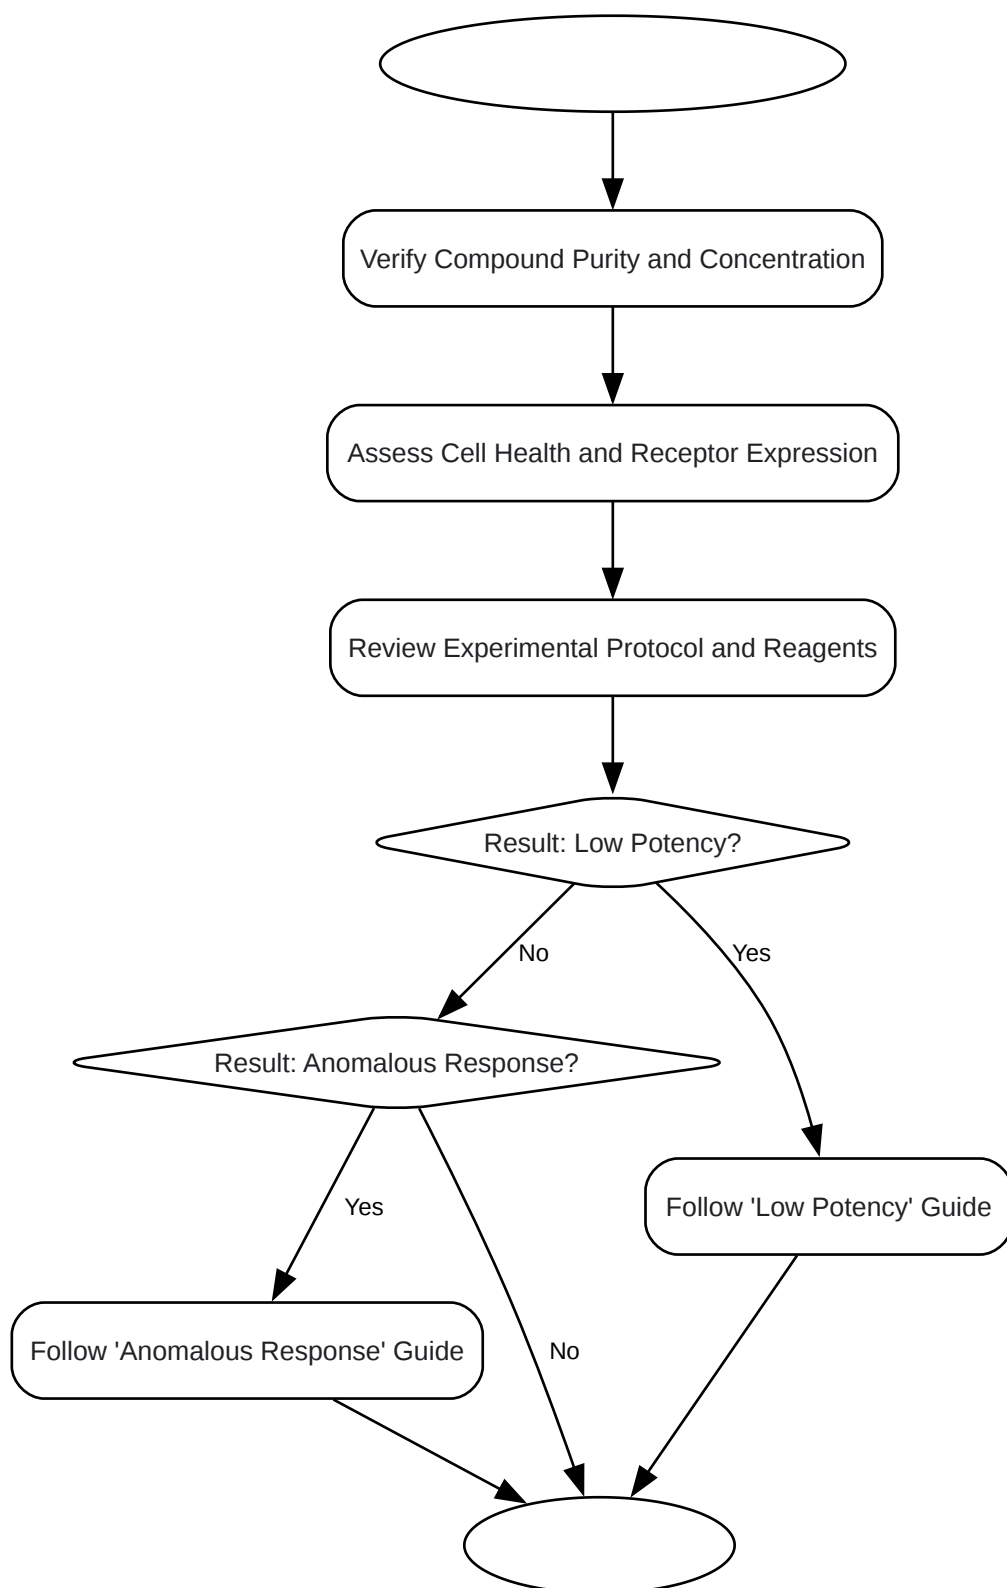 Verify Compound Purity and Concentration
Assess Cell Health and Receptor Expression
Review Experimental Protocol and Reagents
Result: Low Potency?
No
Yes
Result: Anomalous Response?
Yes
Follow 'Low Potency' Guide
Follow 'Anomalous Response' Guide
No